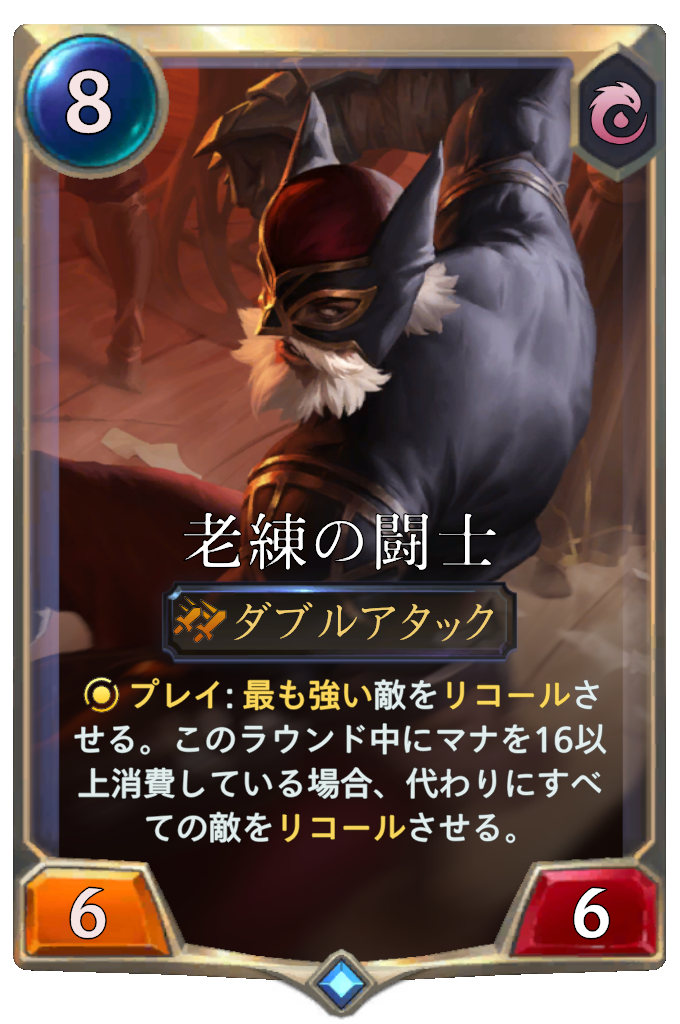 8
老練の闘士
ダブルアタック
プレイ: 最も強い敵をリコールさ
せる。このラウンド中にマナを16以
上消費している場合、代わりにすべ
ての敵をリコールさせる。
6
6